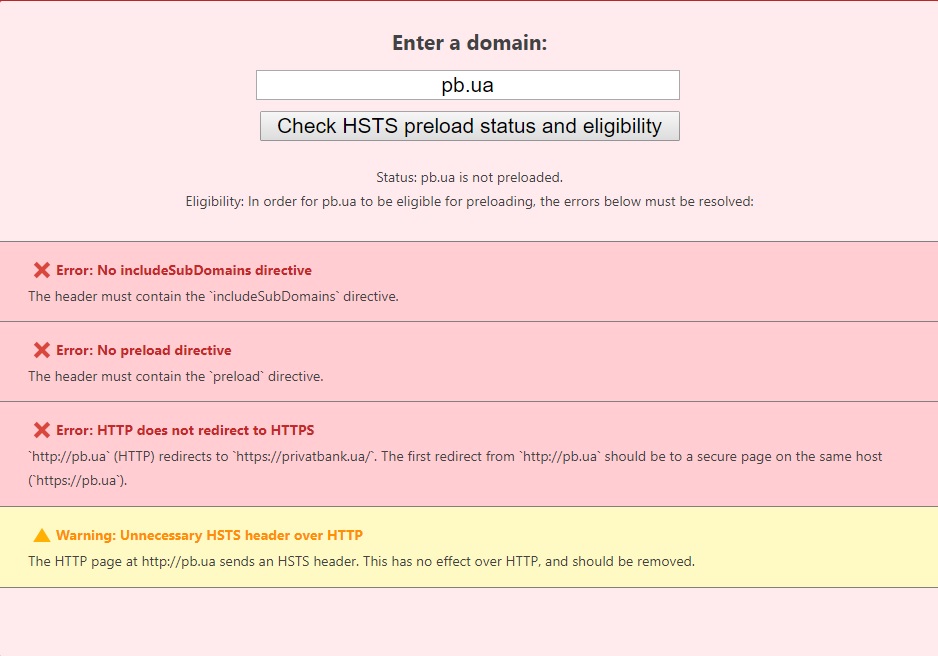 Enter a domain:
pb.ua
Check HSTS preload status and eligibility
Status: pb.ua is not preloaded.
Eligibility: In order for pb.ua to be eligible for preloading, the errors below must be resolved:
Error: No includeSubDomains directive
The header must contain the `includeSubDomains` directive.
Error: No preload directive
The header must contain the `preload` directive.
Error: HTTP does not redirect to HTTPS
`http://pb.ua` (HTTP) redirects to `https://privatbank.ua/`. The first redirect from `http://pb.ua` should be to a secure page on the same host
(`https://pb.ua`).
Warning: Unnecessary HSTS header over HTTP
The HTTP page at http://pb.ua sends an HSTS header. This has no effect over HTTP, and should be removed.